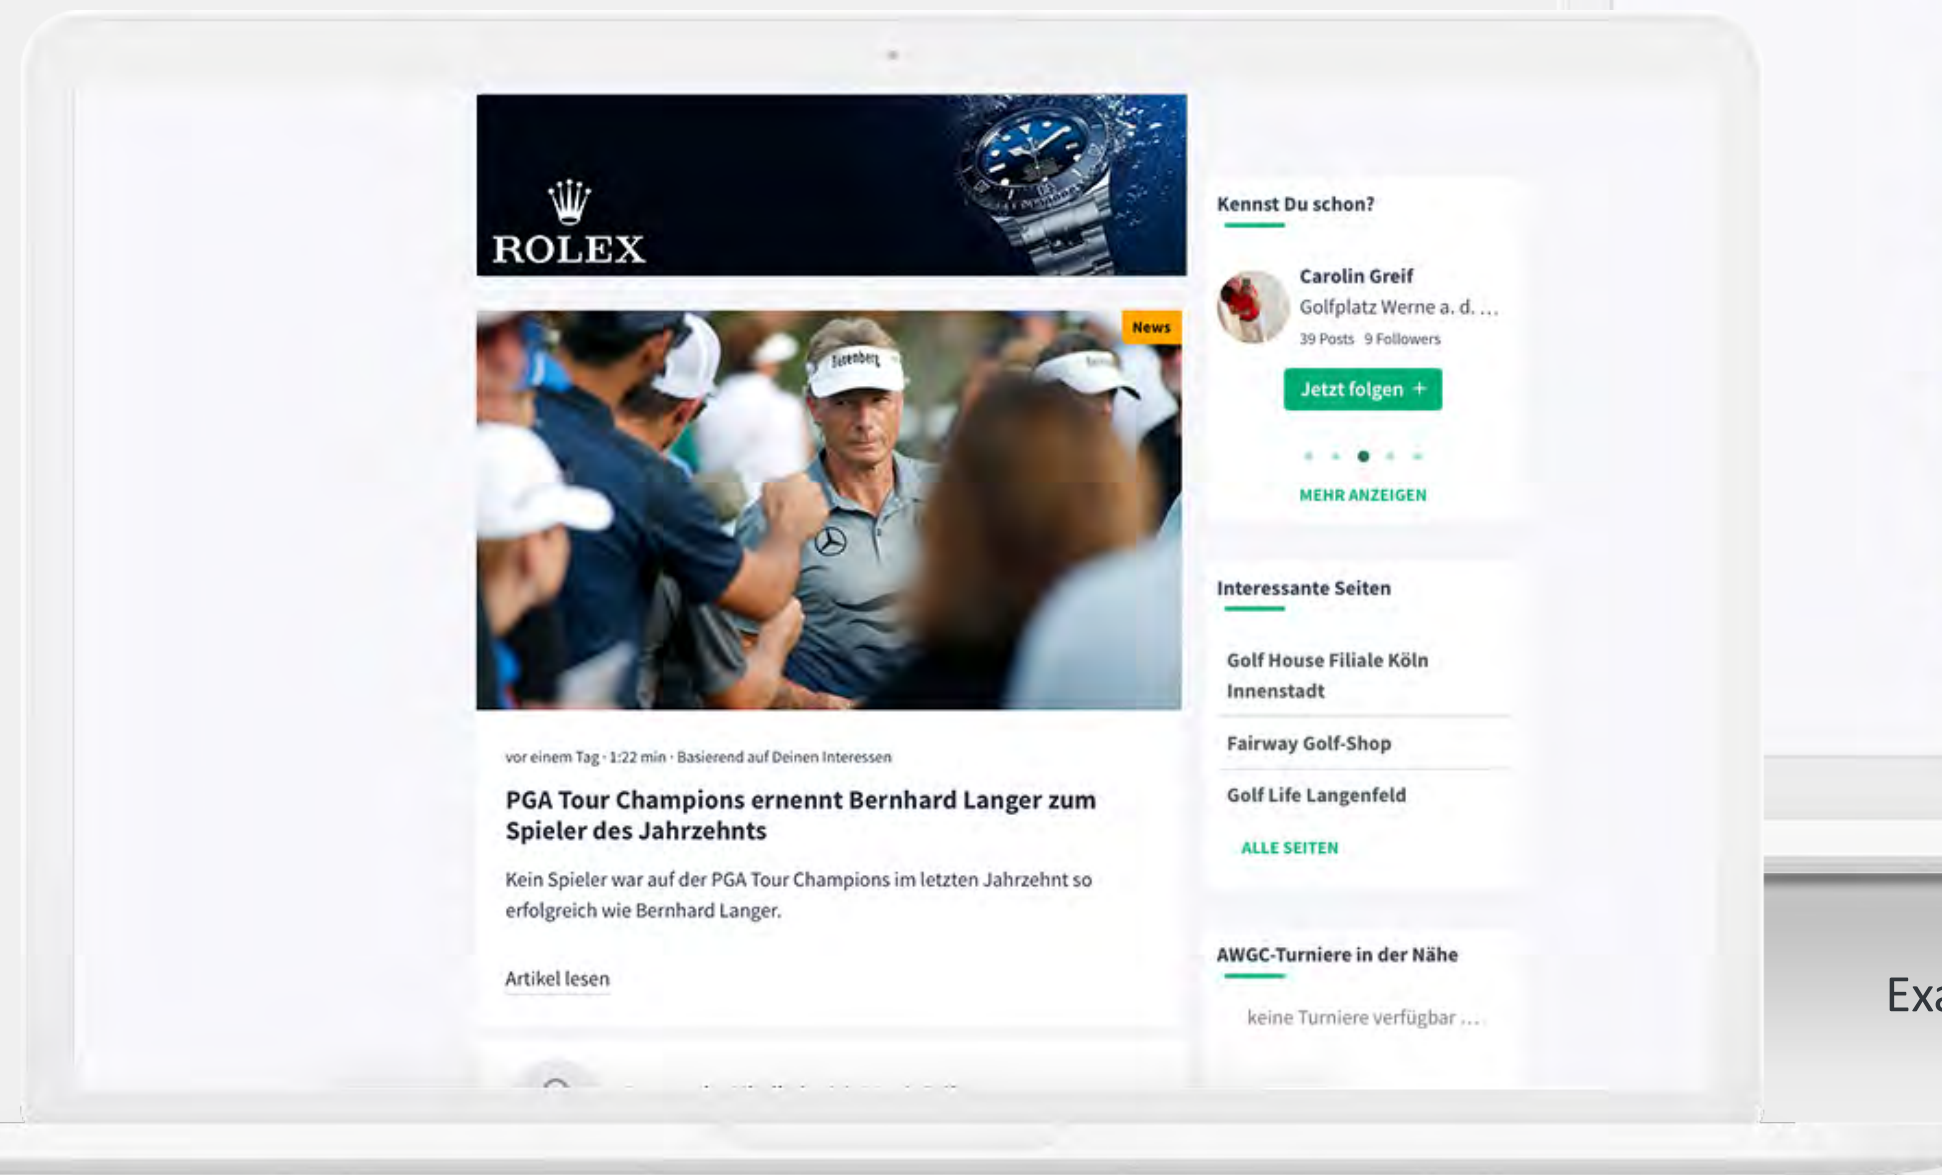 ROLEX
News
Berenberg
vor einem Tag · 1:22 min · Basierend auf Deinen Interessen
PGA Tour Champions ernennt Bernhard Langer zum
Spieler des Jahrzehnts
Kein Spieler war auf der PGA Tour Champions im letzten Jahrzehnt so
erfolgreich wie Bernhard Langer.
Artikel lesen
Kennst Du schon?
Carolin Greif
Golfplatz Werne a. d. …
39 Posts 9 Followers
Jetzt folgen +
MEHR ANZEIGEN
Interessante Seiten
Golf House Filiale Köln
Innenstadt
Fairway Golf-Shop
Golf Life Langenfeld
ALLE SEITEN
AWGC-Turniere in der Nähe
keine Turniere verfügbar …
Exa